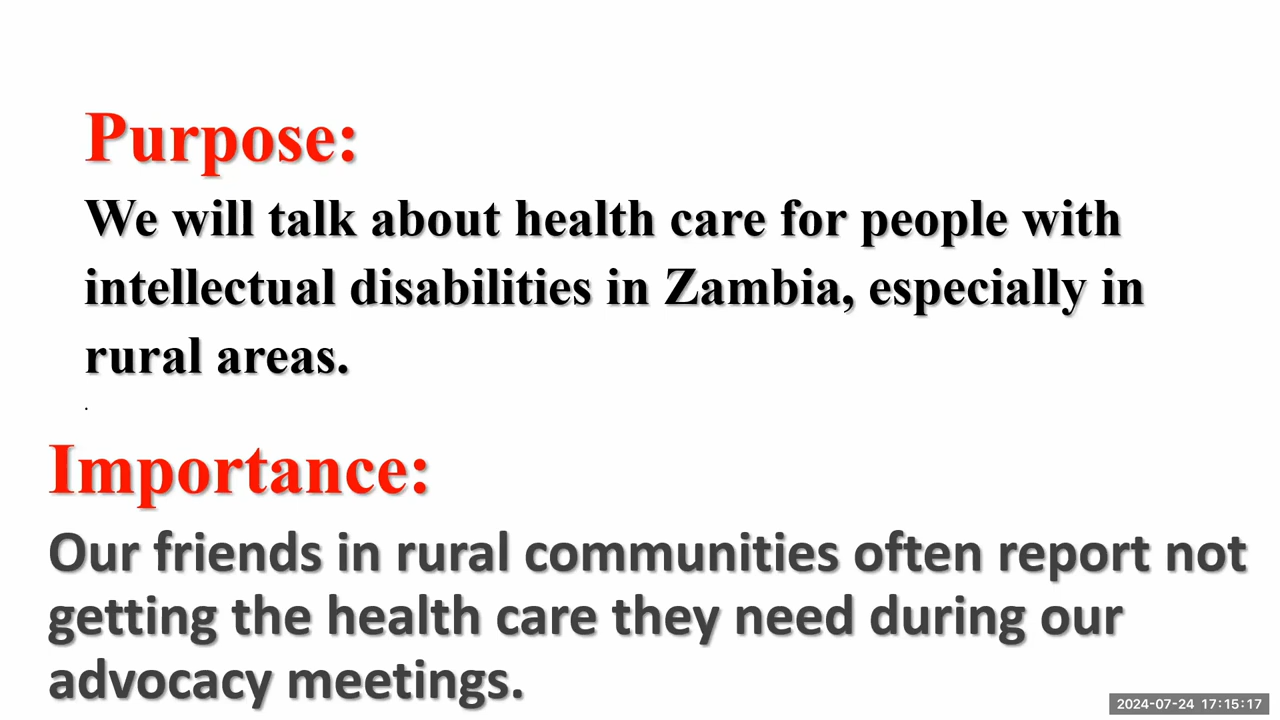 Purpose:
We will talk about health care for people with
intellectual disabilities in Zambia, especially in
rural areas.
.
Importance:
Our friends in rural communities often report not
getting the health care they need during our
advocacy meetings.
2024-07-24 17:15:17